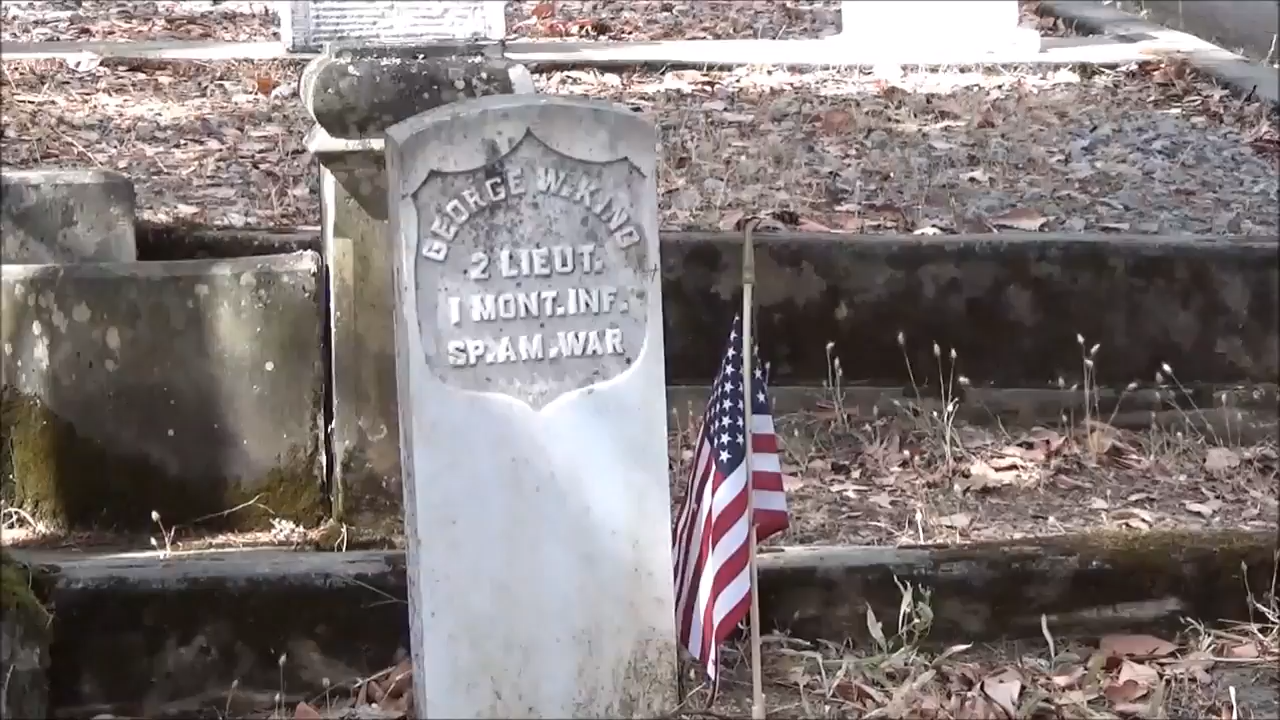 GEORGE W. KING
2 LIEUT.
1 MONT. INF.
SP. AM. WAR